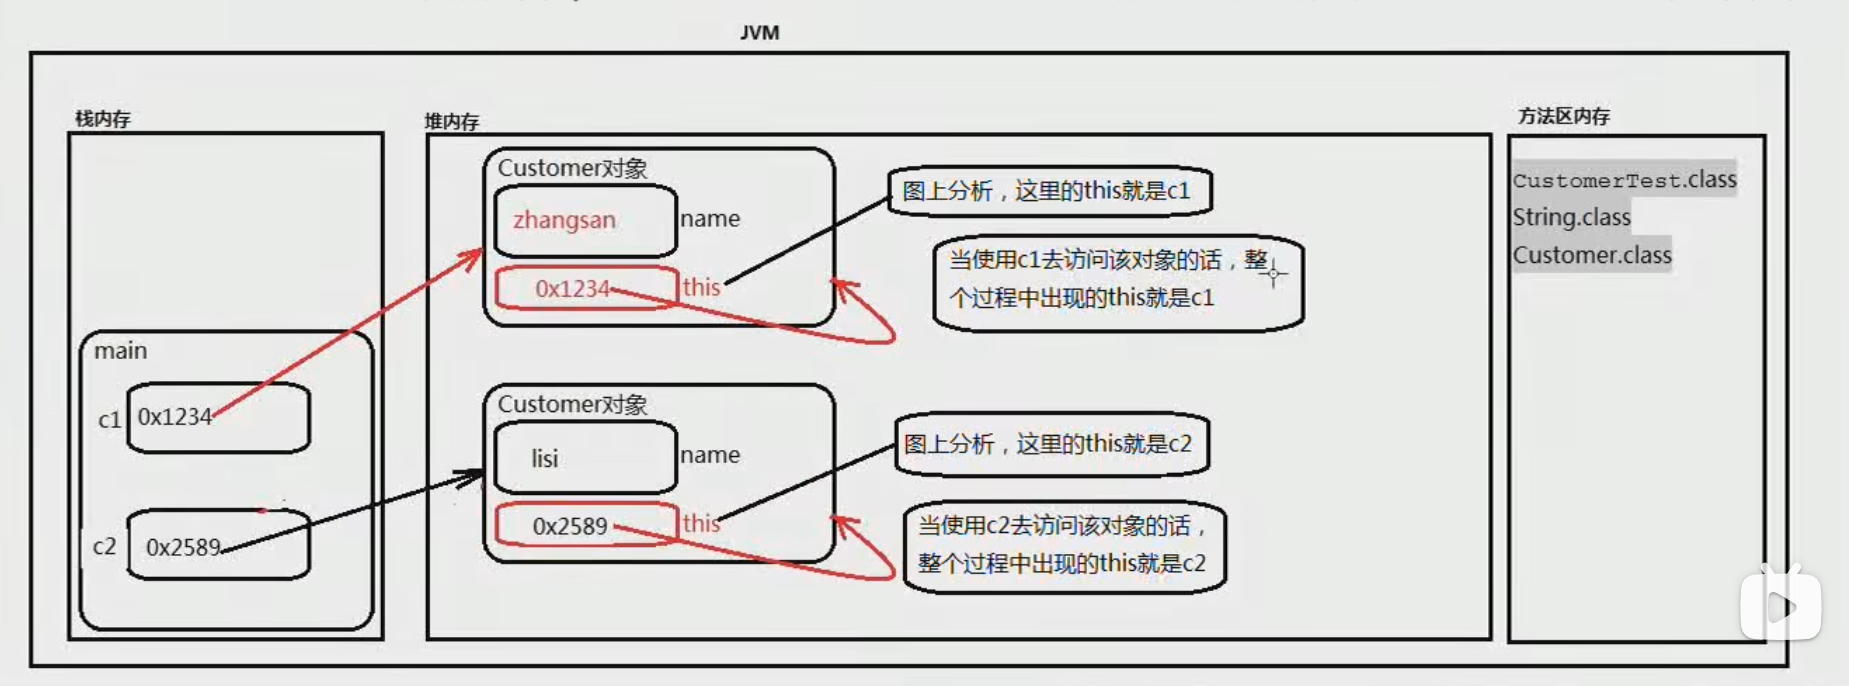 JVM
栈内存
main
c1
0x1234
c2
0x2589
堆内存
Customer对象
zhangsan
name
0x1234
this
图上分析，这里的this就是c1
当使用c1去访问该对象的话，整
个过程中出现的this就是c1
Customer对象
lisi
name
0x2589
this
图上分析，这里的this就是c2
当使用c2去访问该对象的话，
整个过程中出现的this就是c2
方法区内存
CustomerTest.class
String.class
Customer.class